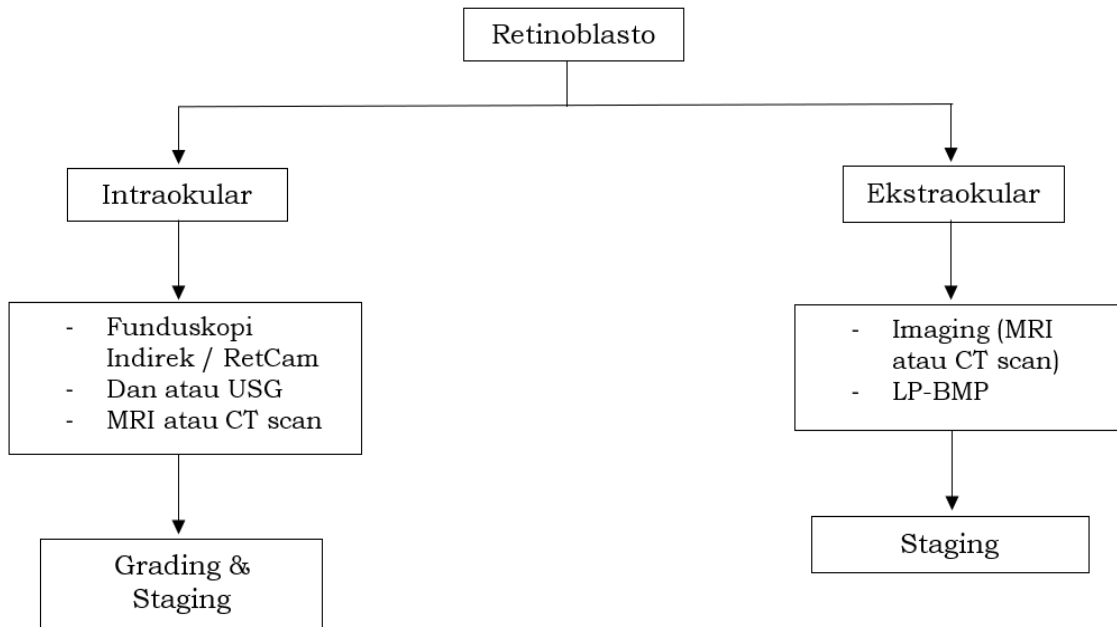 Retinoblasto
Intraokular
Ekstraokular
- Funduskopi
Indirek / RetCam
- Dan atau USG
- MRI atau CT scan
- Imaging (MRI
atau CT scan)
- LP-BMP
Grading &
Staging
Staging